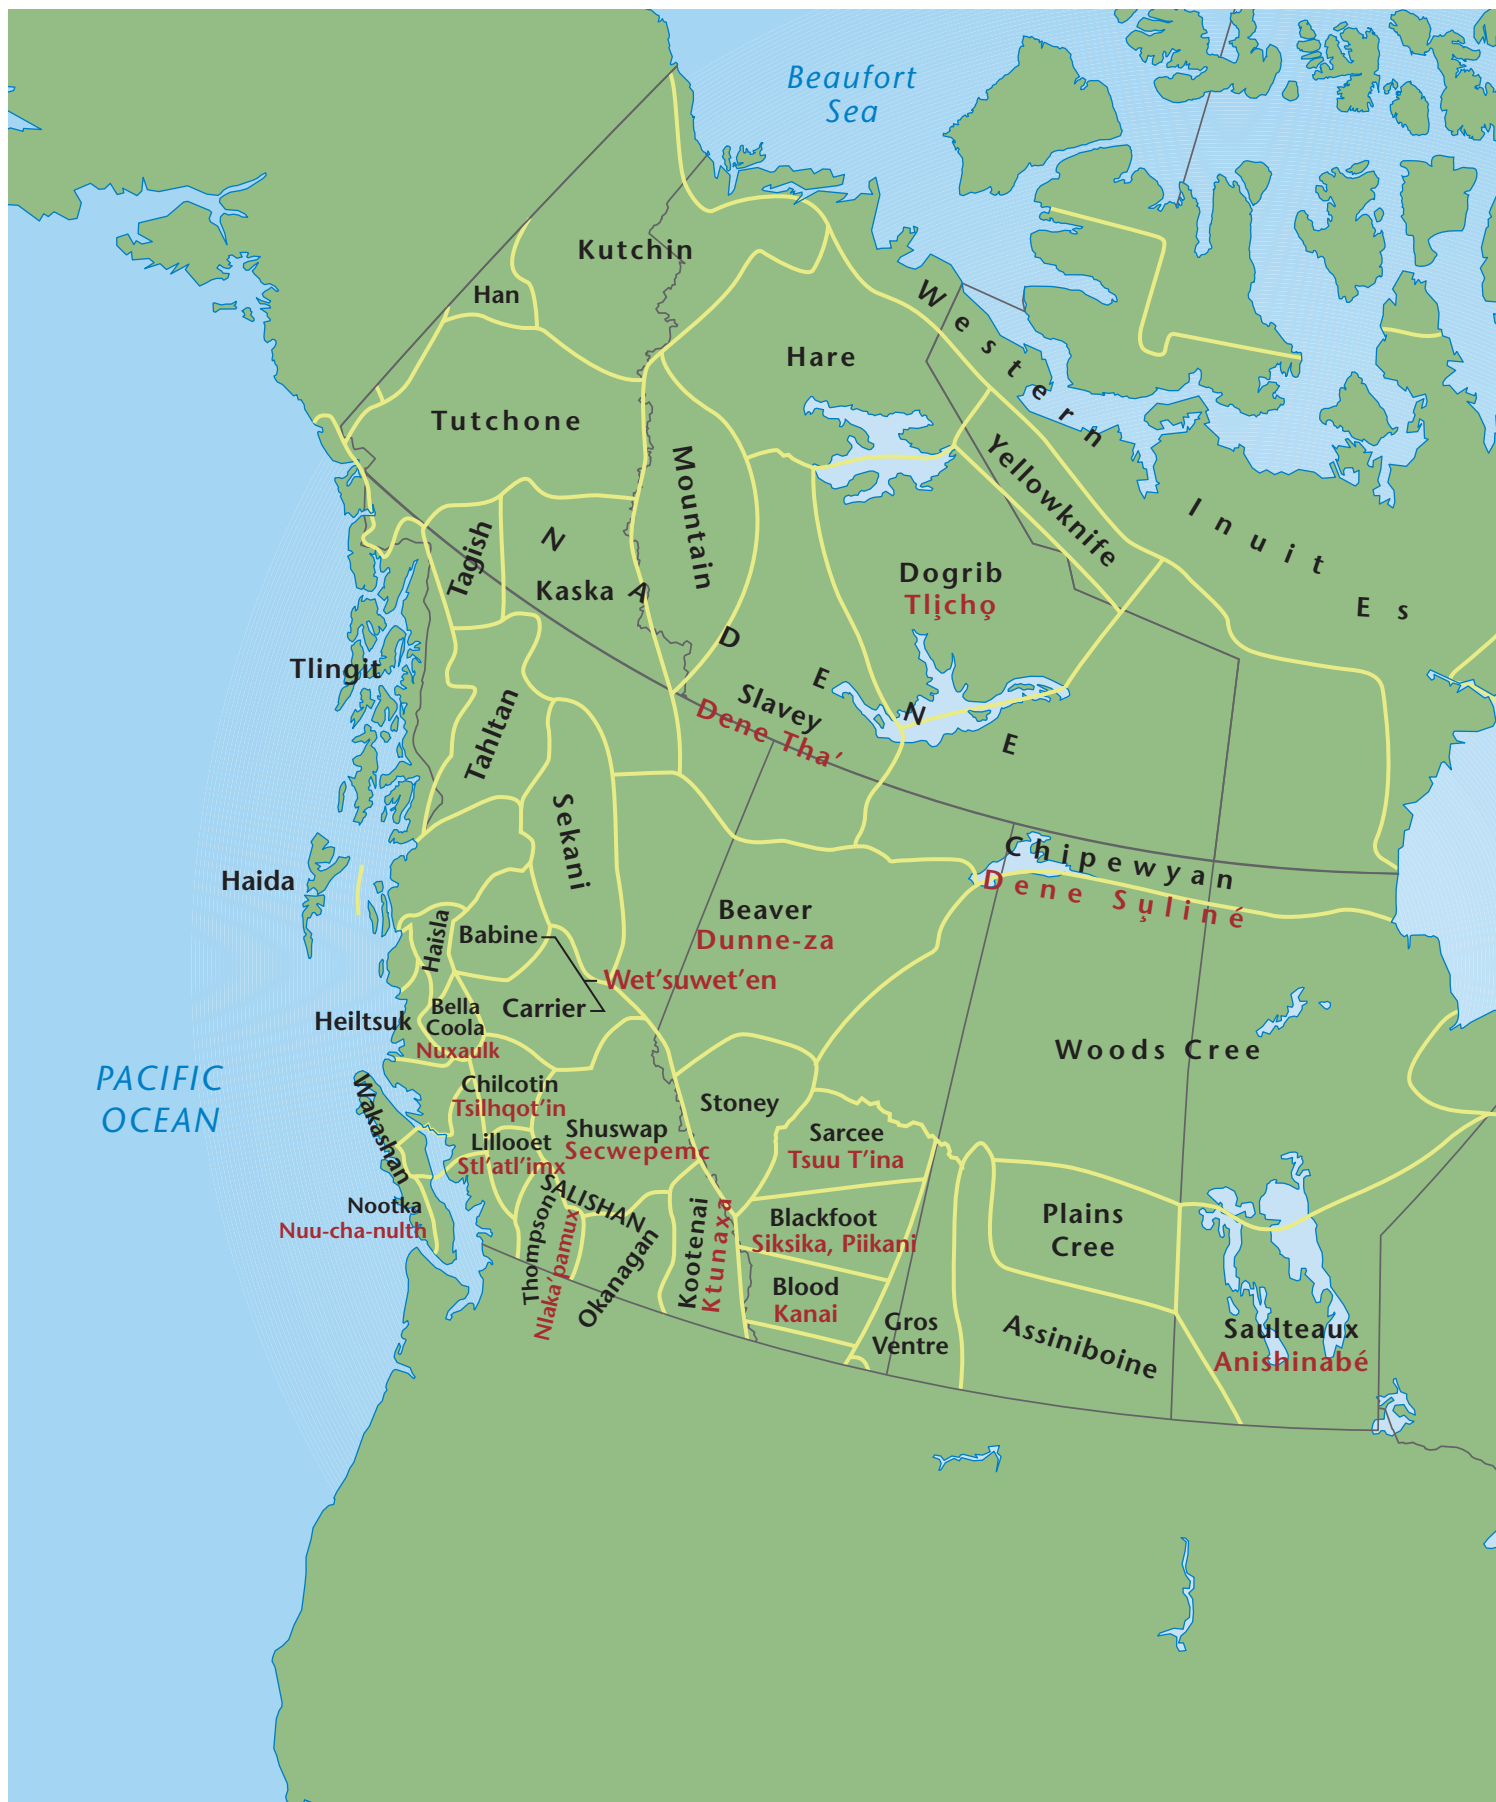 Beaufort
Sea
Kutchin
Han
Western
Hare
Tutchone
Yellowknife
Mountain
Inuit
Es
Tagish
NADENE
Kaska
Dogrib
Tlįchǫ
Tlingit
Tahltan
Slavey
Dene Tha’
Sekani
Chipewyan
Dene Sųliné
Haida
Beaver
Dunne-za
Haisla
Babine
Wet’suwet’en
Carrier
Bella
Coola
Nuxaulk
Heiltsuk
Woods Cree
PACIFIC
OCEAN
Wakashan
Chilcotin
Tsilhqot’in
Stoney
Lillooet
Stl’atl’imx
Shuswap
Secwepemc
Sarcee
Tsuu T’ina
SALISHAN
Nootka
Nuu-cha-nulth
Thompson
Nlaka’pamux
Okanagan
Kootenai
Ktunaxa
Blackfoot
Siksika, Piikani
Plains
Cree
Blood
Kanai
Gros
Ventre
Assiniboine
Saulteaux
Anishinabé